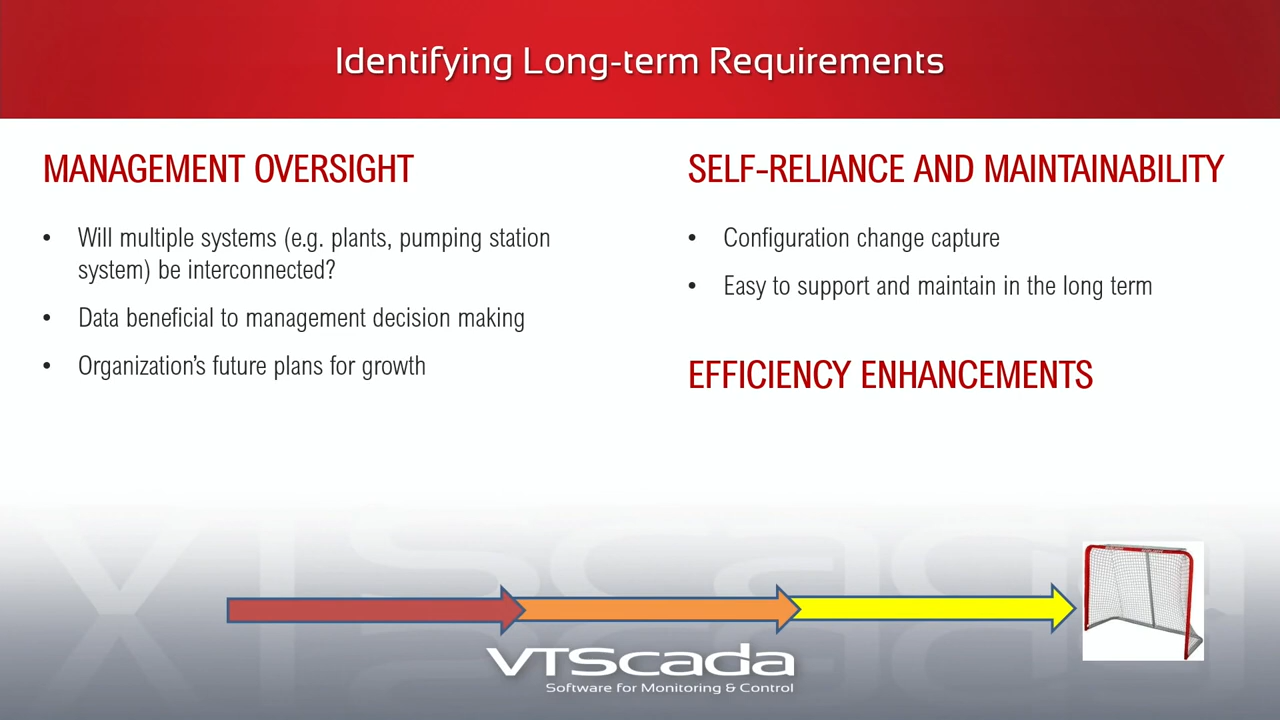 Identifying Long-term Requirements
MANAGEMENT OVERSIGHT
• Will multiple systems (e.g. plants, pumping station
system) be interconnected?
• Data beneficial to management decision making
• Organization's future plans for growth
SELF-RELIANCE AND MAINTAINABILITY
• Configuration change capture
• Easy to support and maintain in the long term
EFFICIENCY ENHANCEMENTS
VTScada
VTScada
Software for Monitoring & Control